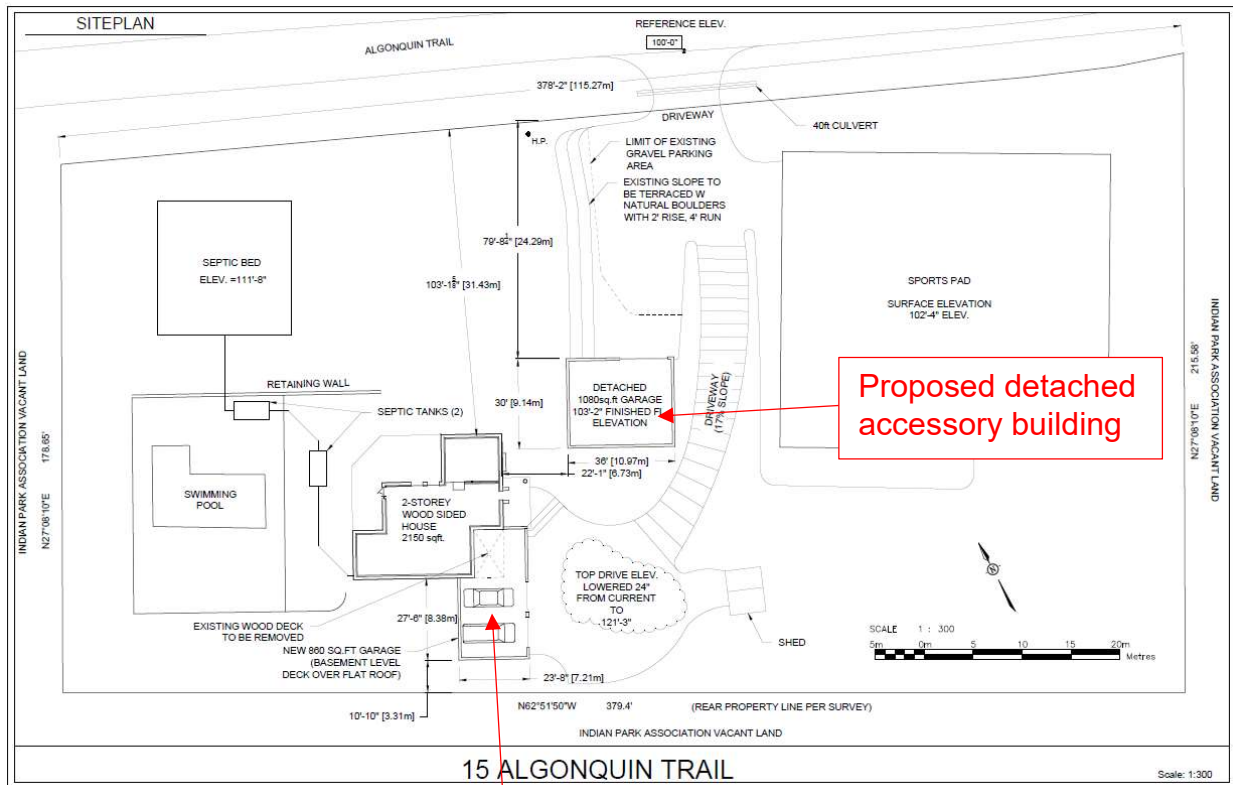 SITEPLAN
REFERENCE ELEV.
100'-0"
ALGONQUIN TRAIL
378'-2" [115.27m]
DRIVEWAY
40ft CULVERT
H.P.
LIMIT OF EXISTING
GRAVEL PARKING
AREA
EXISTING SLOPE TO
BE TERRACED W
NATURAL BOULDERS
WITH 2' RISE, 4' RUN
79'-8¼" [24.29m]
103'-1⅝" [31.43m]
SEPTIC BED
ELEV. =111'-8"
SPORTS PAD
SURFACE ELEVATION
102'-4" ELEV.
INDIAN PARK ASSOCIATION VACANT LAND
N27°08'10"E 215.58'
INDIAN PARK ASSOCIATION VACANT LAND
N27°08'10"E 178.65'
RETAINING WALL
SEPTIC TANKS (2)
30' [9.14m]
DETACHED
1080sq.ft GARAGE
103'-2" FINISHED FL
ELEVATION
DRIVEWAY
(17% SLOPE)
Proposed detached
accessory building
36' [10.97m]
22'-1" [6.73m]
SWIMMING
POOL
2-STOREY
WOOD SIDED
HOUSE
2150 sqft.
TOP DRIVE ELEV.
LOWERED 24"
FROM CURRENT
TO
121'-3"
EXISTING WOOD DECK
TO BE REMOVED
27'-6" [8.38m]
NEW 860 SQ.FT GARAGE
(BASEMENT LEVEL
DECK OVER FLAT ROOF)
SHED
SCALE 1 : 300
5m 0m 5 10 15 20m
Metres
23'-8" [7.21m]
10'-10" [3.31m]
N62°51'50"W 379.4' (REAR PROPERTY LINE PER SURVEY)
INDIAN PARK ASSOCIATION VACANT LAND
15 ALGONQUIN TRAIL
Scale: 1:300